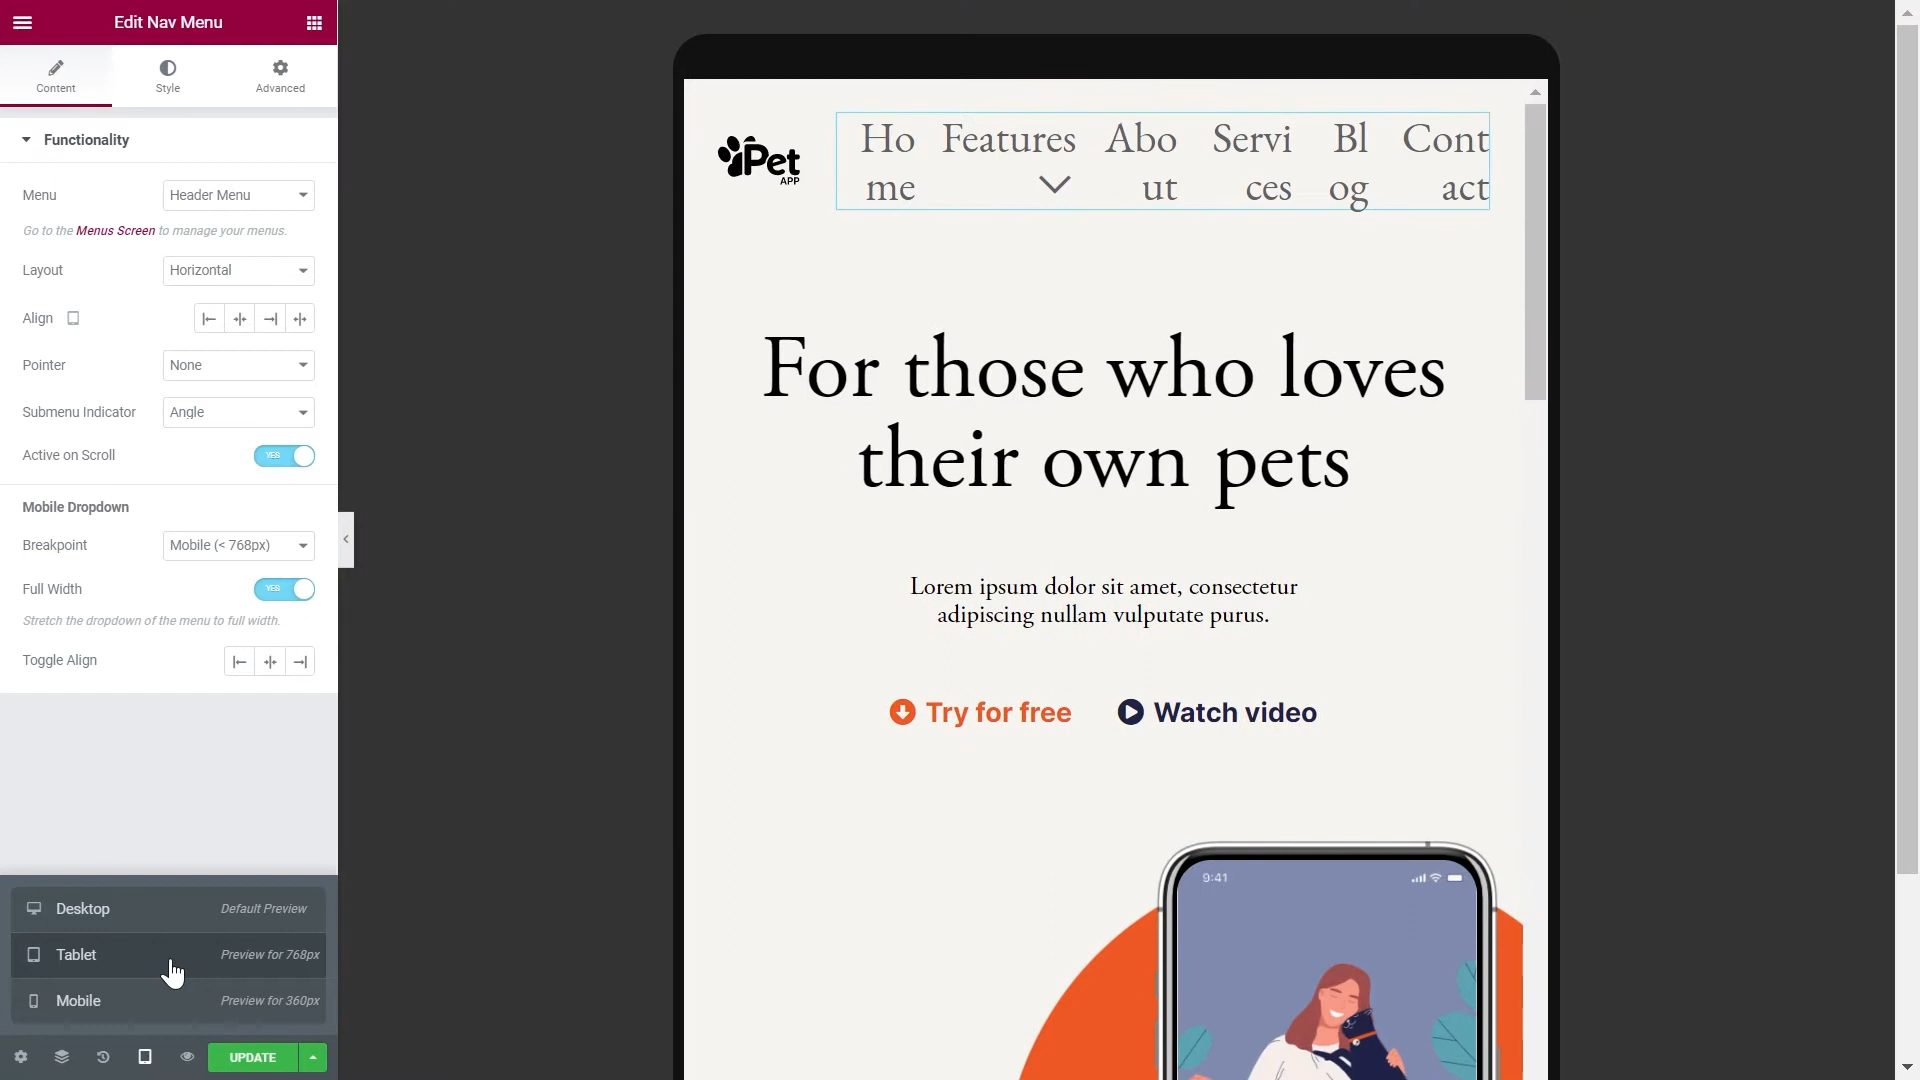 Edit Nav Menu
Content
Style
Advanced
Functionality
Menu
Header Menu
Go to the Menus Screen to manage your menus.
Layout
Horizontal
Align
Pointer
None
Submenu Indicator
Angle
Active on Scroll
YES
Mobile Dropdown
Breakpoint
Mobile (< 768px)
Full Width
YES
Stretch the dropdown of the menu to full width.
Toggle Align
Desktop
Default Preview
Tablet
Preview for 768px
Mobile
Preview for 360px
UPDATE
Pet
APP
Ho Features Abo Servi Bl Cont
me ut ces og act
For those who loves
their own pets
Lorem ipsum dolor sit amet, consectetur
adipiscing nullam vulputate purus.
Try for free
Watch video
9:41